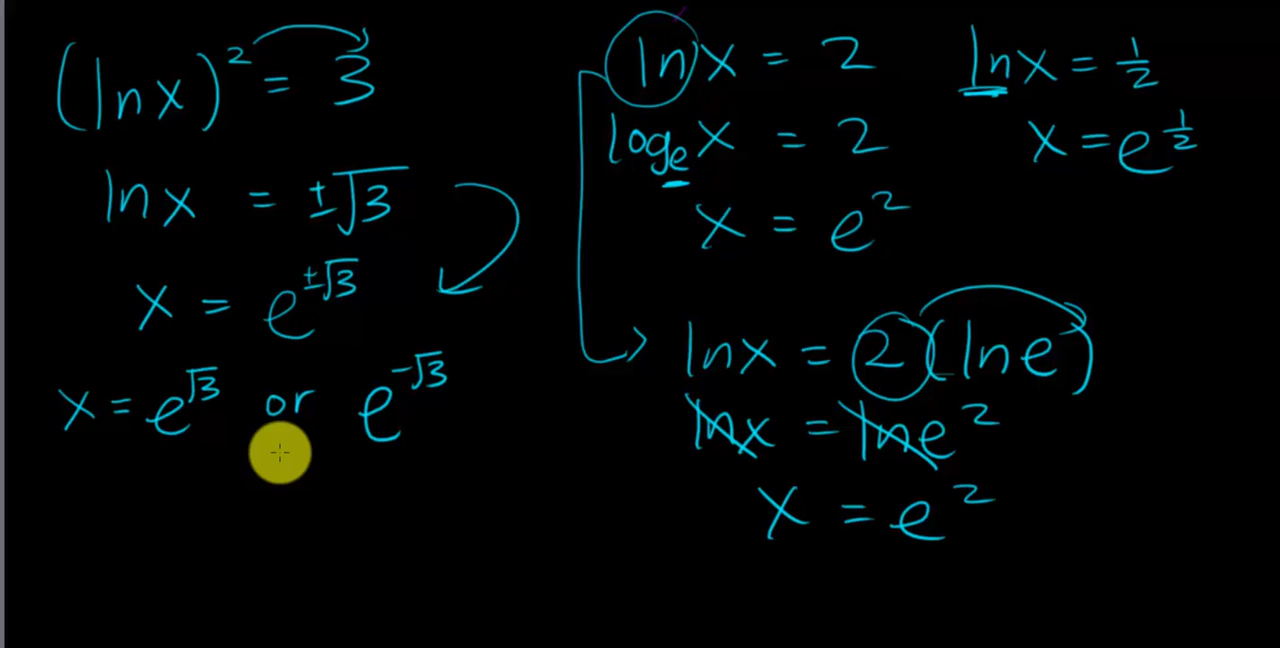 (ln x)² = 3
ln x = ±√3
x = e^(±√3)
x = e^(√3) or e^(-√3)
ln x = 2
logₑ x = 2
x = e²
ln x = 2(ln e)
ln x = ln e²
x = e²
ln x = 1/2
x = e^(1/2)